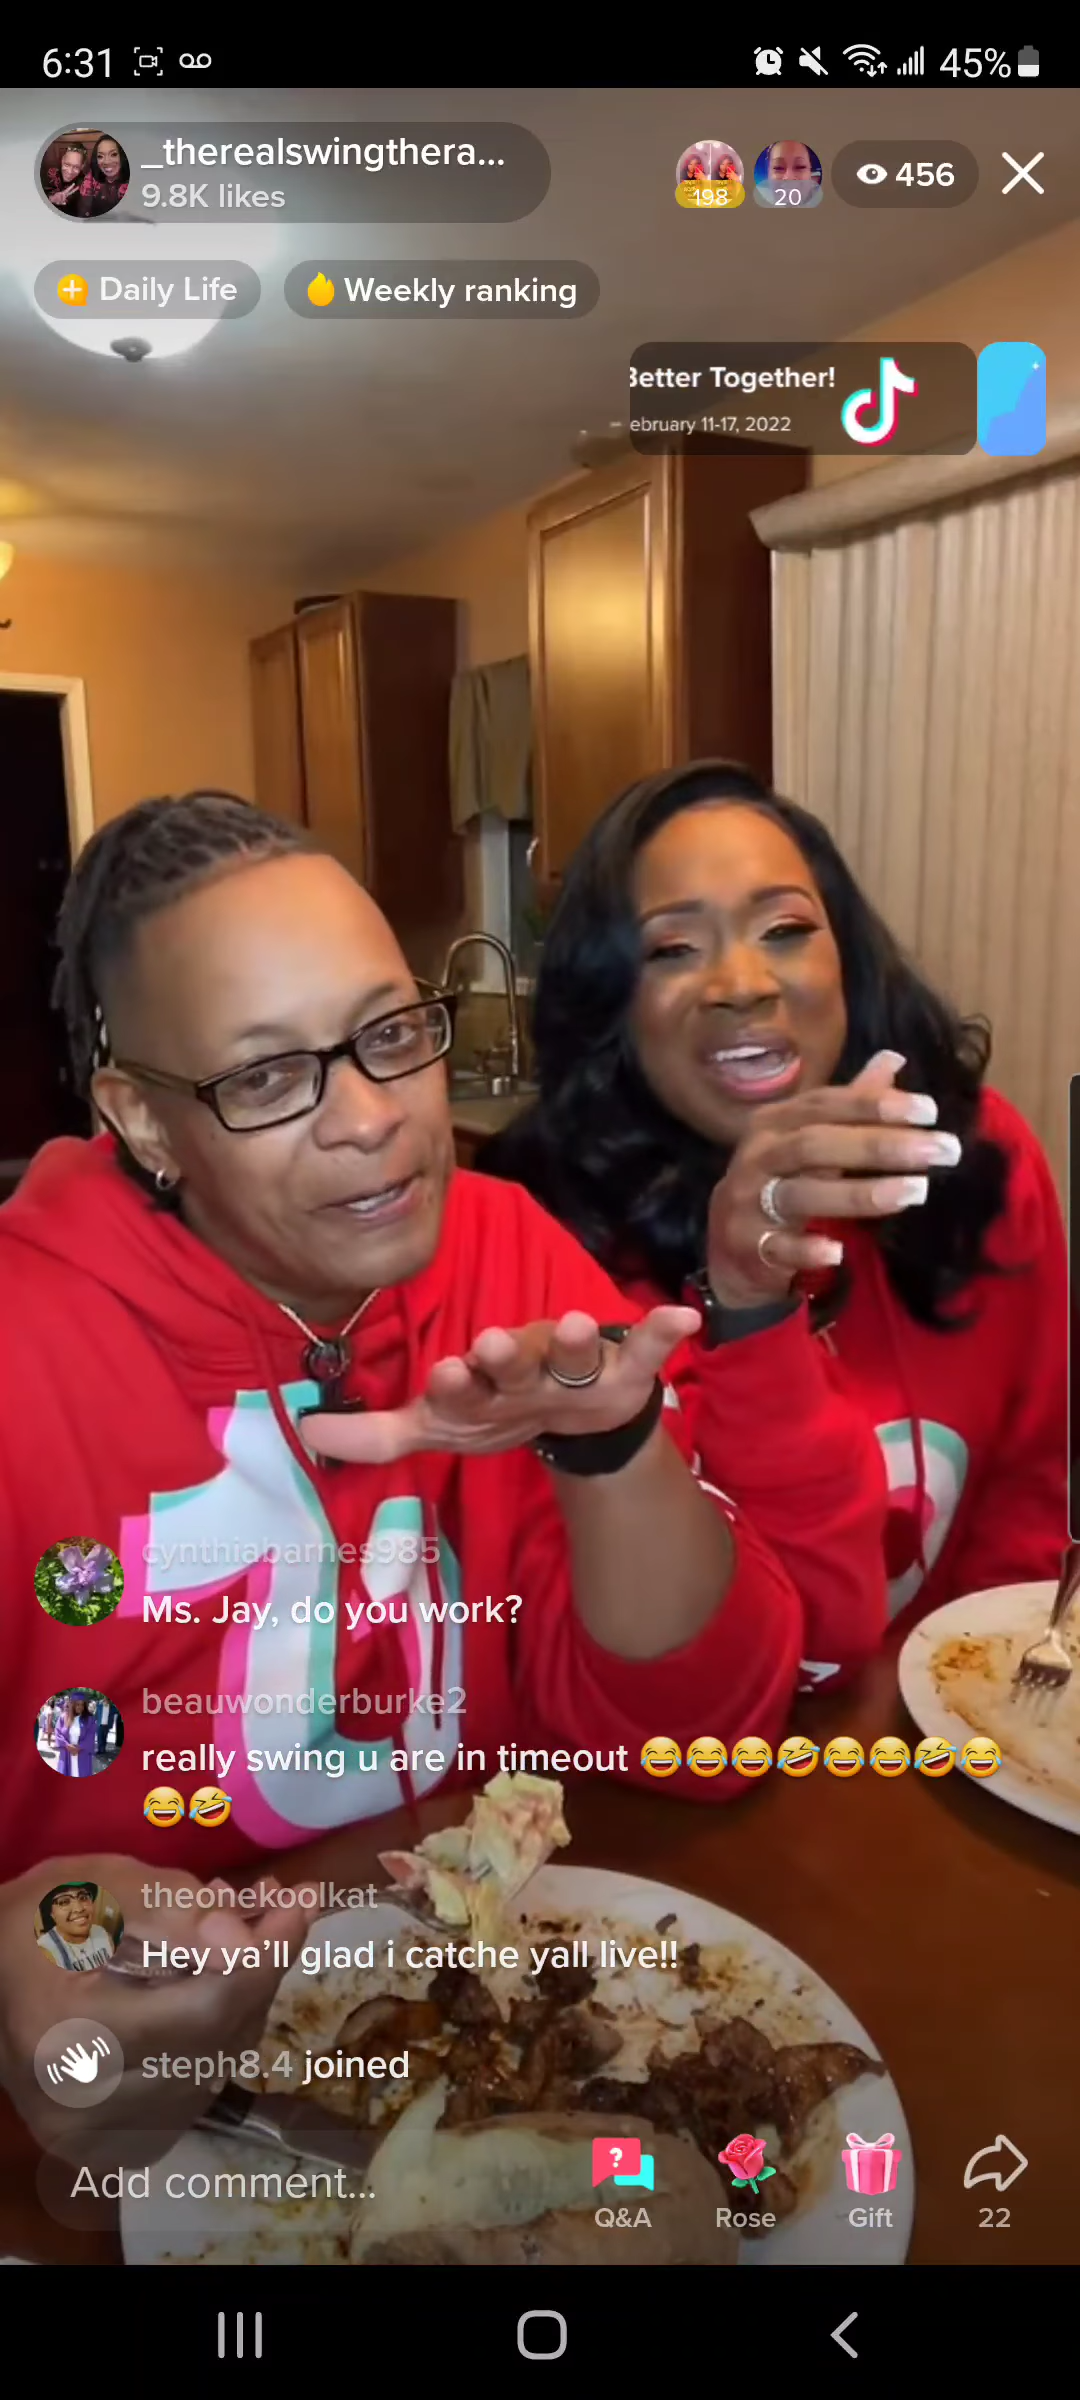 6:31
45%
_therealswingthera...
9.8K likes
198
20
456
Daily Life
Weekly ranking
Better Together!
ebruary 11-17, 2022
cynthiabarnes985
Ms. Jay, do you work?
beauwonderburke2
really swing u are in timeout 😂😂😂🤣😂😂🤣😂
😂🤣
theonekoolkat
Hey ya’ll glad i catche yall live!!
steph8.4 joined
Add comment...
Q&A
Rose
Gift
22